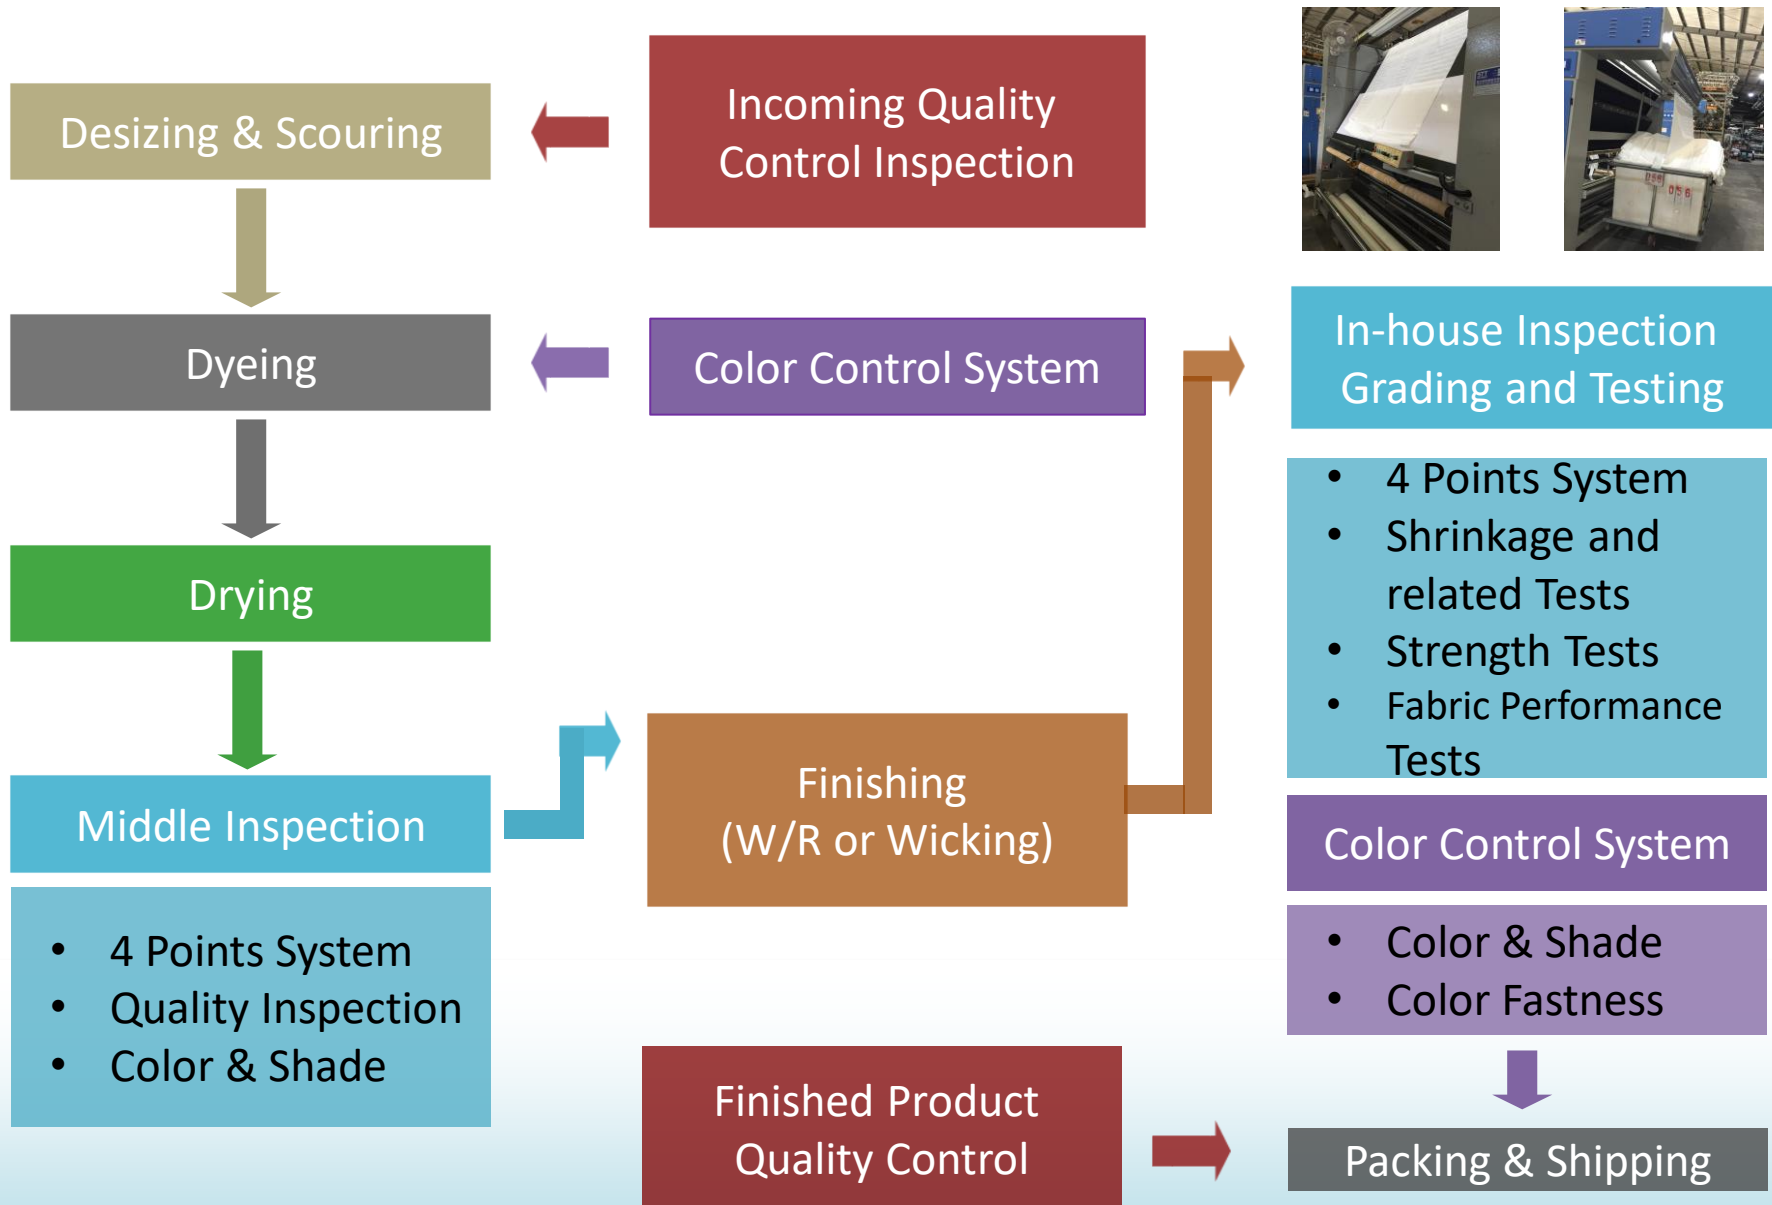 Incoming Quality
Control Inspection
Desizing & Scouring
Dyeing
Color Control System
Drying
Middle Inspection
• 4 Points System
• Quality Inspection
• Color & Shade
Finishing
(W/R or Wicking)
In-house Inspection
Grading and Testing
• 4 Points System
• Shrinkage and
related Tests
• Strength Tests
• Fabric Performance
Tests
Color Control System
• Color & Shade
• Color Fastness
Finished Product
Quality Control
Packing & Shipping
056